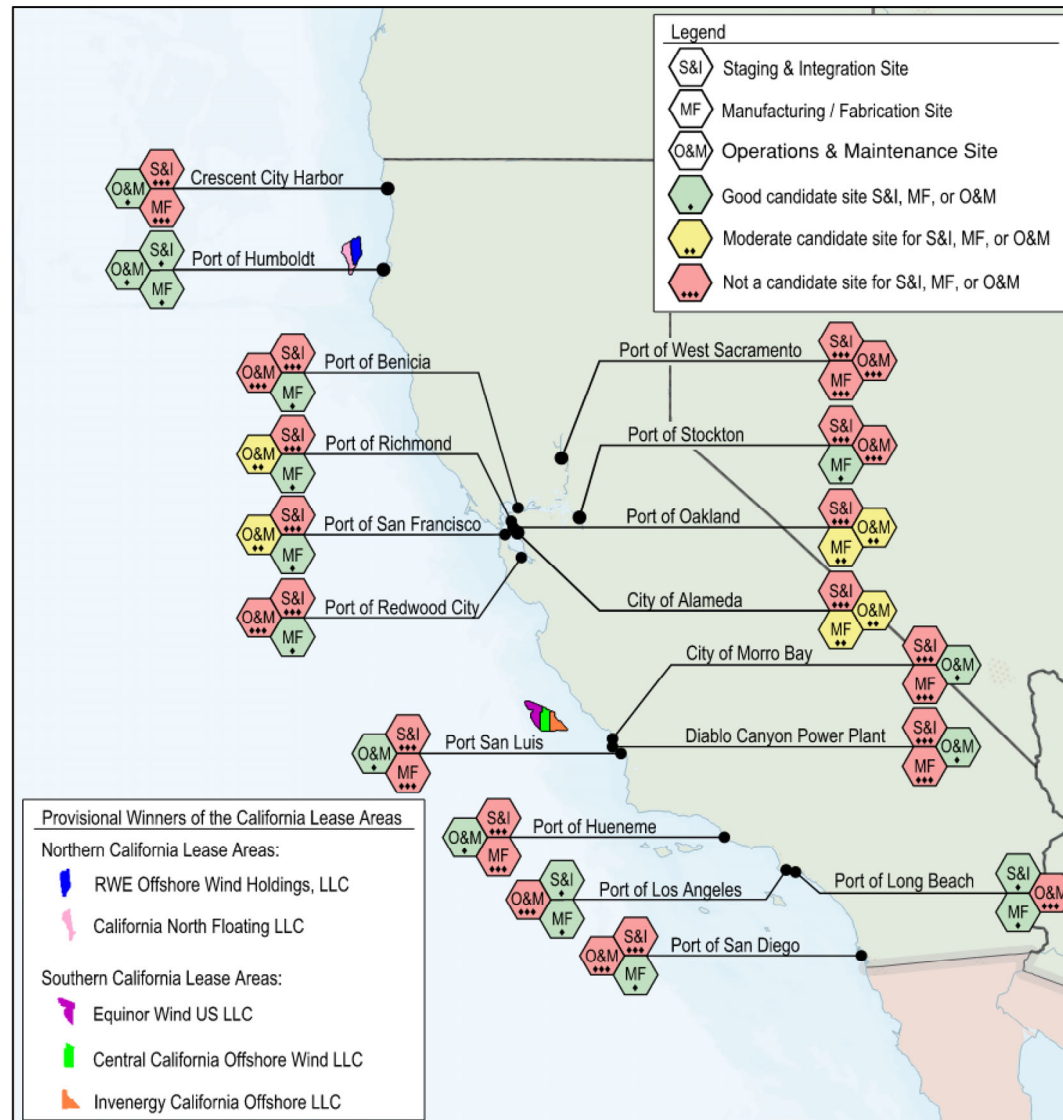 Legend
S&I Staging & Integration Site
MF Manufacturing / Fabrication Site
O&M Operations & Maintenance Site
Good candidate site S&I, MF, or O&M
Moderate candidate site for S&I, MF, or O&M
Not a candidate site for S&I, MF, or O&M
S&I
O&M Crescent City Harbor
MF
S&I
O&M Port of Humboldt
MF
S&I
O&M Port of Benicia
MF
S&I
O&M Port of Richmond
MF
S&I
O&M Port of San Francisco
MF
S&I
O&M Port of Redwood City
MF
S&I
Port of West Sacramento O&M
MF
S&I
Port of Stockton O&M
MF
S&I
Port of Oakland O&M
MF
S&I
City of Alameda O&M
MF
S&I
City of Morro Bay O&M
MF
S&I
Diablo Canyon Power Plant O&M
MF
S&I
O&M Port San Luis
MF
S&I
O&M Port of Hueneme
MF
S&I
O&M Port of Los Angeles
MF
S&I
Port of Long Beach O&M
MF
S&I
O&M Port of San Diego
MF
Provisional Winners of the California Lease Areas
Northern California Lease Areas:
RWE Offshore Wind Holdings, LLC
California North Floating LLC
Southern California Lease Areas:
Equinor Wind US LLC
Central California Offshore Wind LLC
Invenergy California Offshore LLC